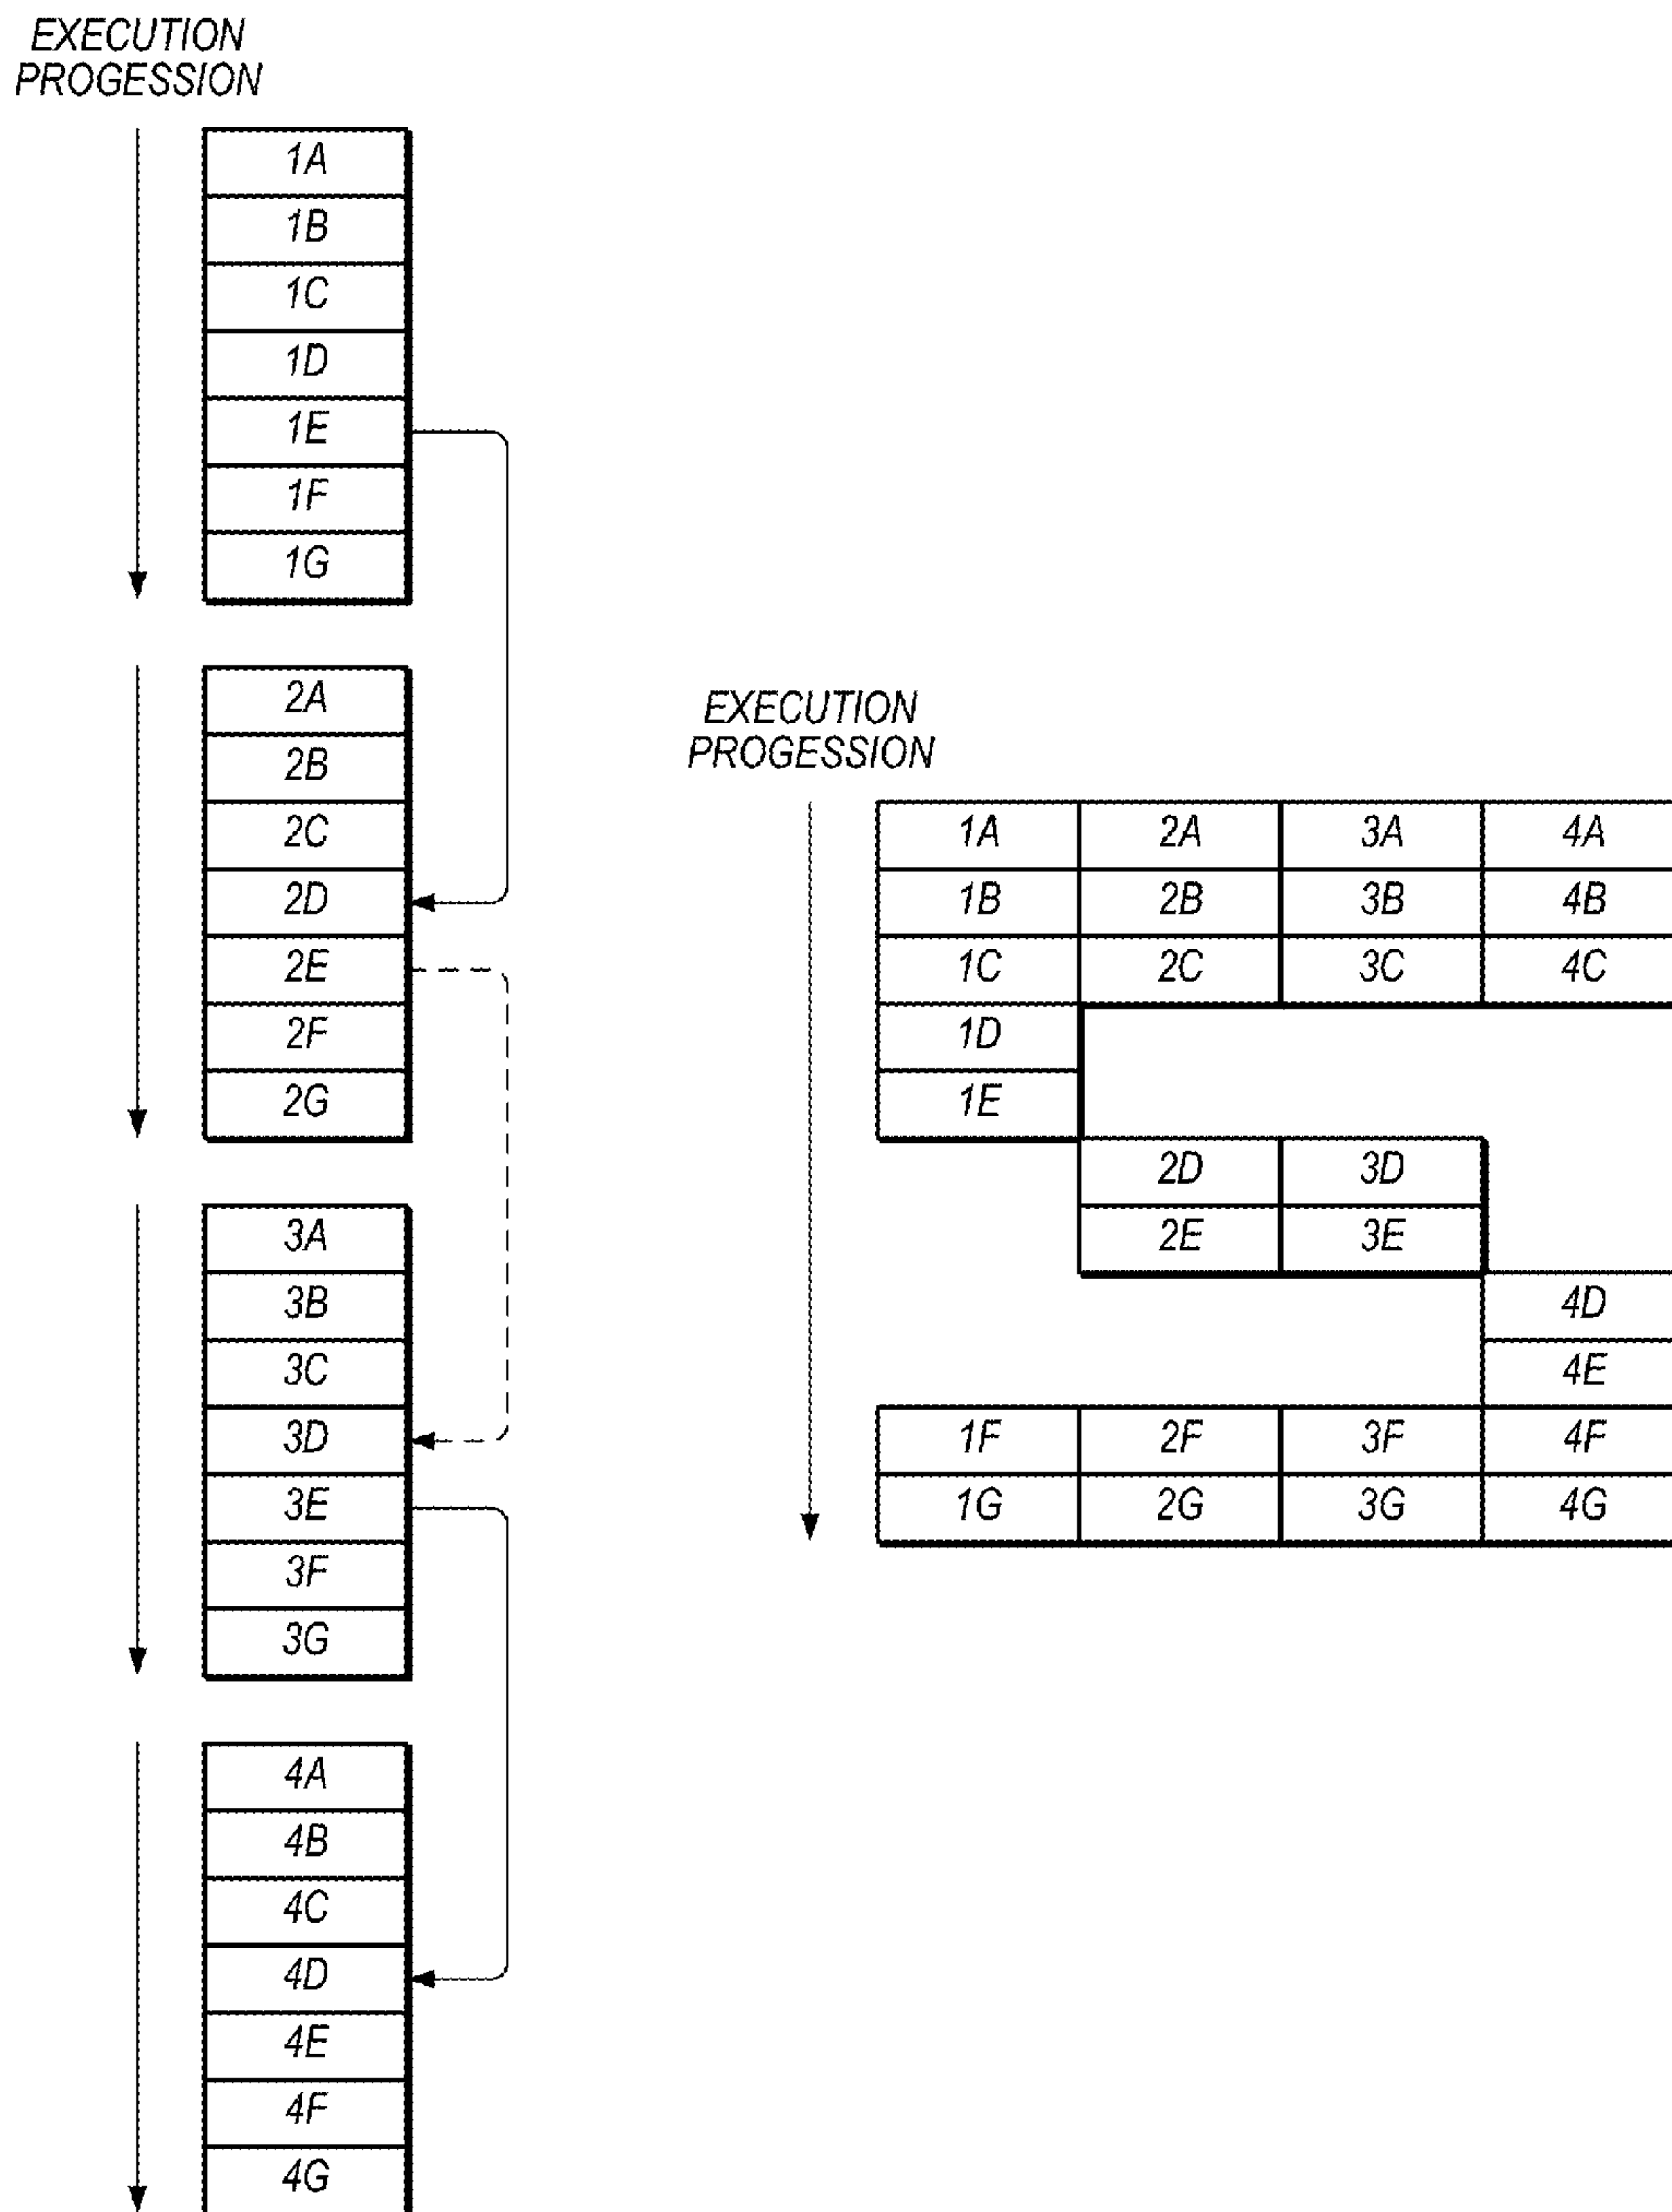 EXECUTION
PROGESSION
1A
1B
1C
1D
1E
1F
1G
2A
2B
2C
2D
2E
2F
2G
3A
3B
3C
3D
3E
3F
3G
4A
4B
4C
4D
4E
4F
4G
EXECUTION
PROGESSION
1A 2A 3A 4A
1B 2B 3B 4B
1C 2C 3C 4C
1D
1E
2D 3D
2E 3E
4D
4E
1F 2F 3F 4F
1G 2G 3G 4G